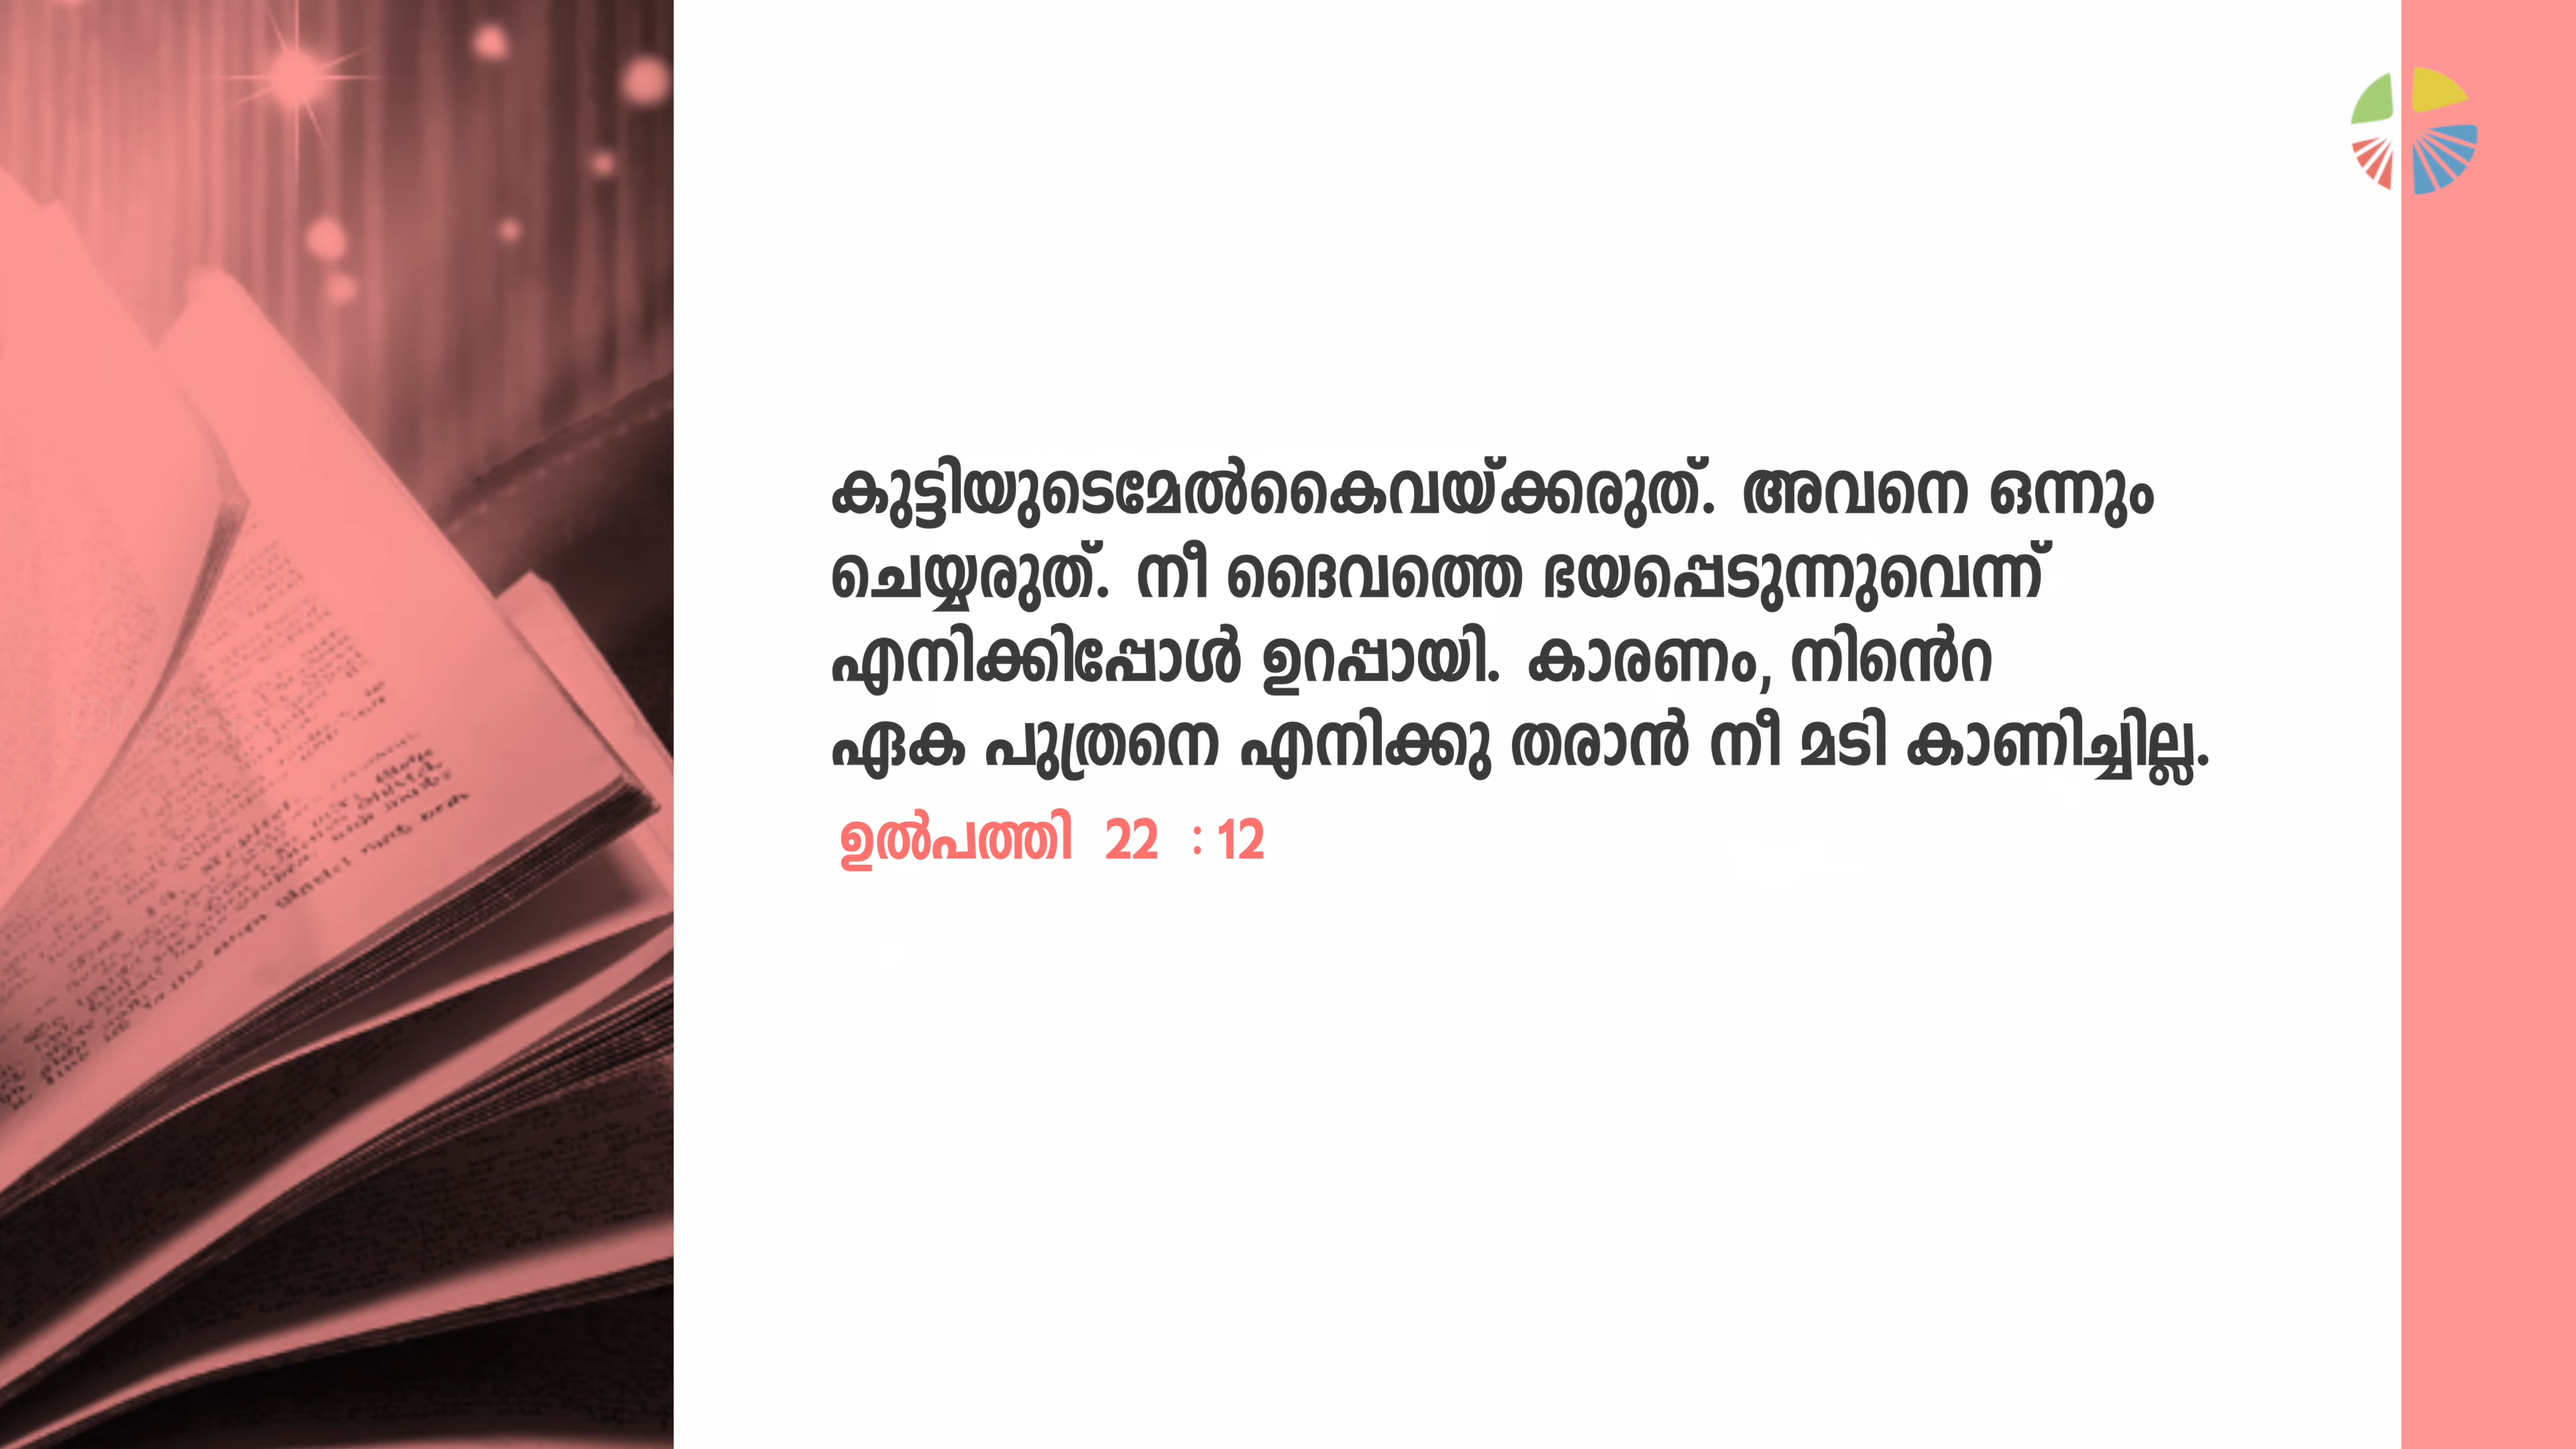 കുട്ടിയുടെമേൽകൈവയ്ക്കരുത്. അവനെ ഒന്നും
ചെയ്യരുത്. നീ ദൈവത്തെ ഭയപ്പെടുന്നുവെന്ന്
എനിക്കിപ്പോൾ ഉറപ്പായി. കാരണം, നിൻെറ
ഏക പുത്രനെ എനിക്കു തരാൻ നീ മടി കാണിച്ചില്ല.
ഉൽപത്തി 22 : 12